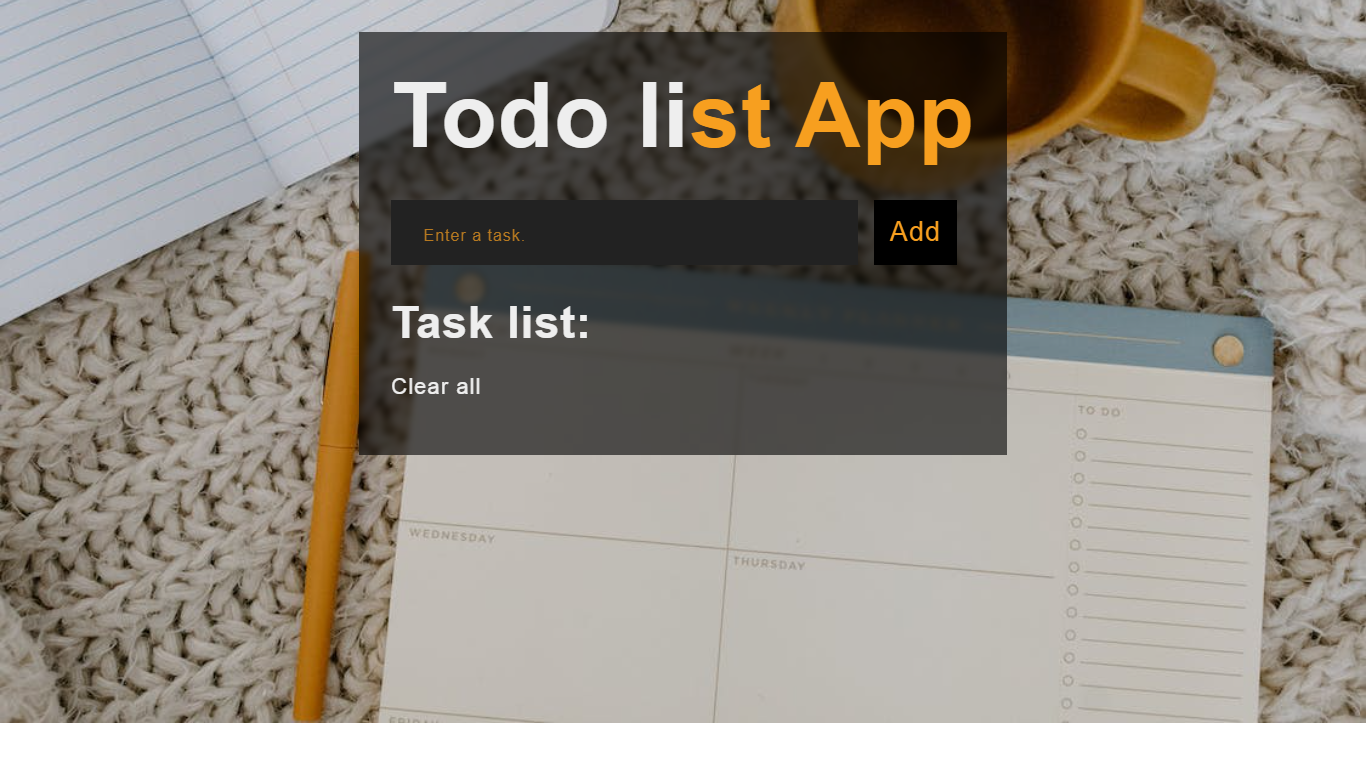 Todo list App
Enter a task.
Add
Task list:
Clear all
TO DO
WEDNESDAY
THURSDAY